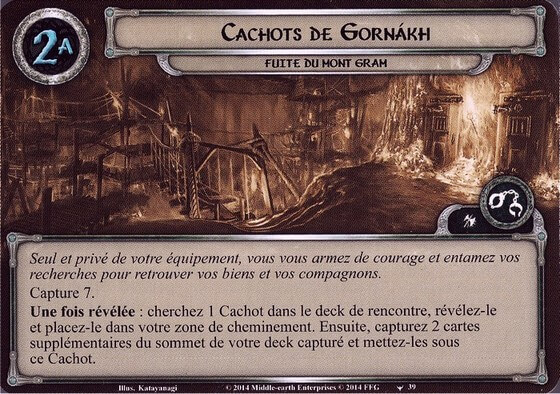 2A
Cachots de Gornákh
Fuite du Mont Gram
Seul et privé de votre équipement, vous vous armez de courage et entamez vos
recherches pour retrouver vos biens et vos compagnons.
Capture 7.
Une fois révélée : cherchez 1 Cachot dans le deck de rencontre, révélez-le
et placez-le dans votre zone de cheminement. Ensuite, capturez 2 cartes
supplémentaires du sommet de votre deck capturé et mettez-les sous
ce Cachot.
Illus. Katayanagi © 2014 Middle-earth Enterprises © 2014 FFG 39